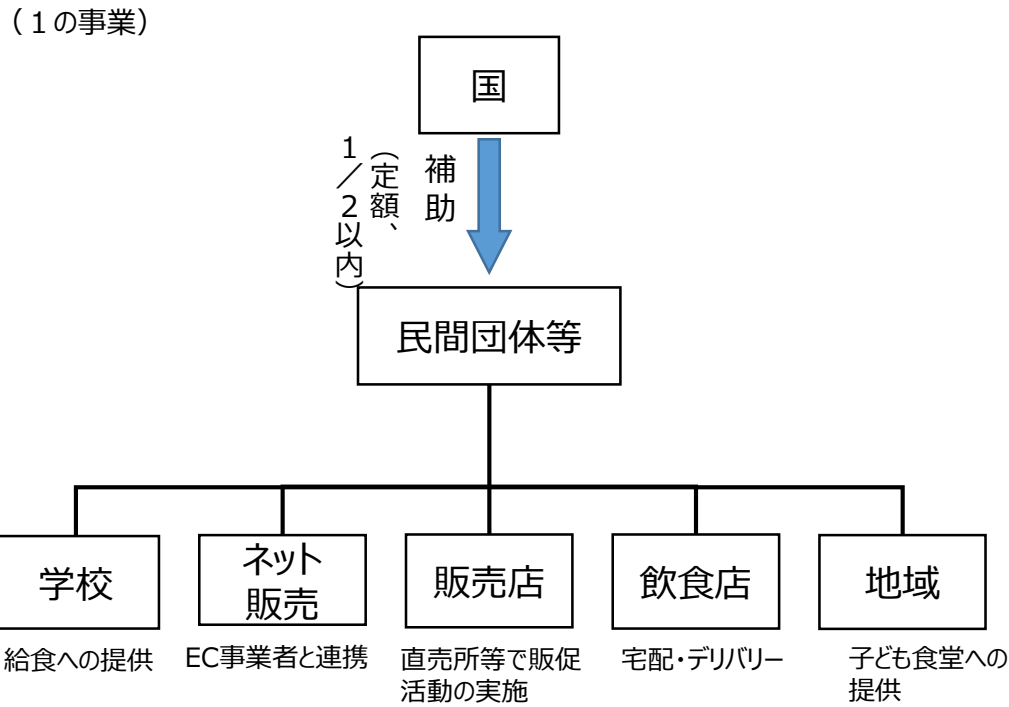 （１の事業）
国
補助
（定額、
１／２以内）
民間団体等
学校
ネット
販売
販売店
飲食店
地域
給食への提供
EC事業者と連携
直売所等で販促
活動の実施
宅配・デリバリー
子ども食堂への
提供